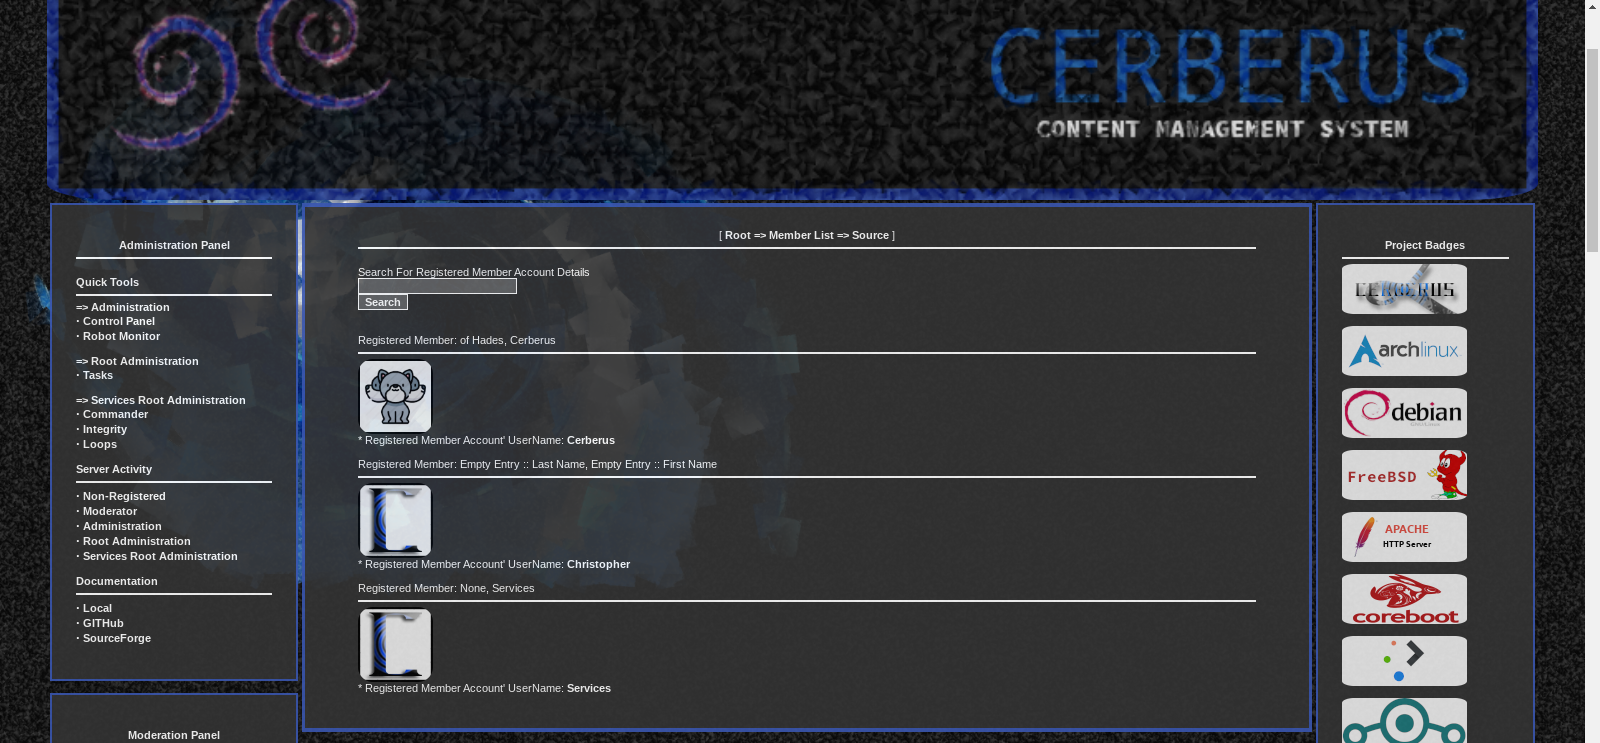 CERBERUS
CONTENT MANAGEMENT SYSTEM
Administration Panel
Quick Tools
=> Administration
· Control Panel
· Robot Monitor
=> Root Administration
· Tasks
=> Services Root Administration
· Commander
· Integrity
· Loops
Server Activity
· Non-Registered
· Moderator
· Administration
· Root Administration
· Services Root Administration
Documentation
· Local
· GITHub
· SourceForge
Moderation Panel
[ Root => Member List => Source ]
Search For Registered Member Account Details
Search
Registered Member: of Hades, Cerberus
* Registered Member Account' UserName: Cerberus
Registered Member: Empty Entry :: Last Name, Empty Entry :: First Name
* Registered Member Account' UserName: Christopher
Registered Member: None, Services
* Registered Member Account' UserName: Services
Project Badges
CERBERUS
archlinux
debian
FreeBSD
APACHE
HTTP Server
coreboot